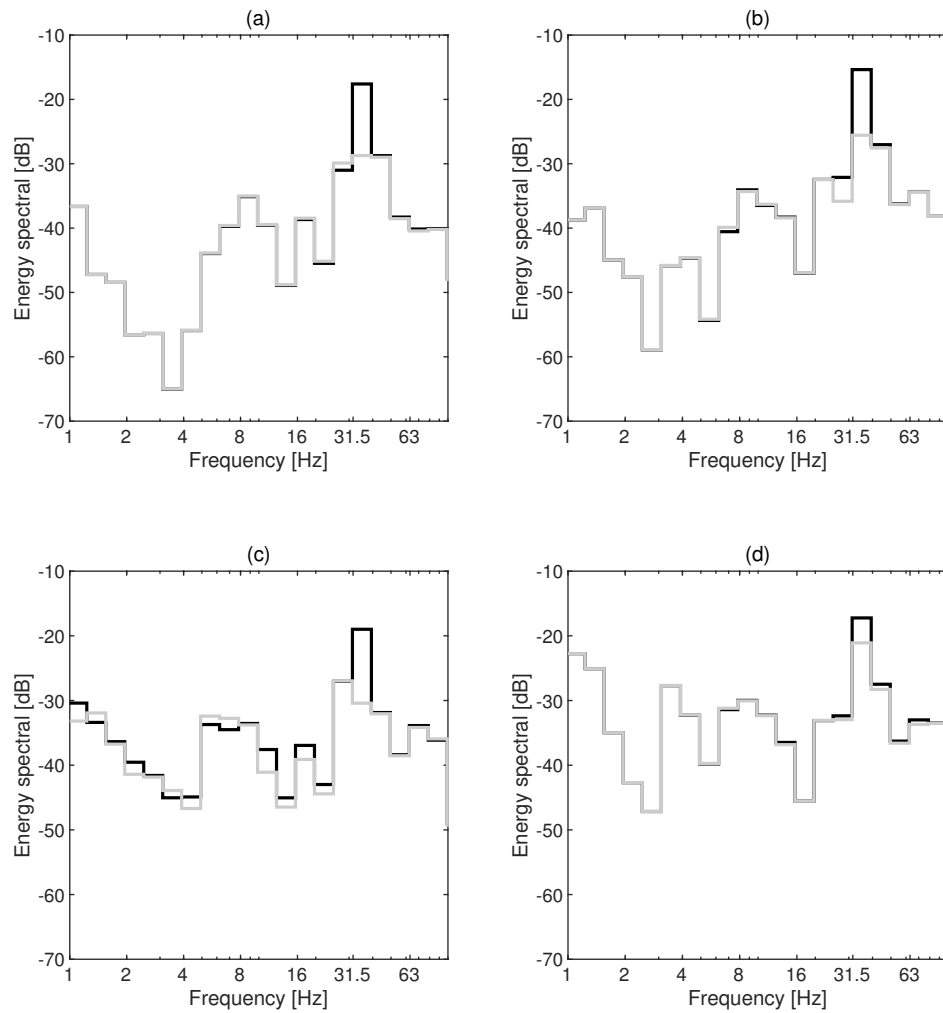 (a)
-10
-20
-30
-40
-50
-60
-70
Energy spectral [dB]
1 2 4 8 16 31.5 63
Frequency [Hz]
(b)
-10
-20
-30
-40
-50
-60
-70
Energy spectral [dB]
1 2 4 8 16 31.5 63
Frequency [Hz]
(c)
-10
-20
-30
-40
-50
-60
-70
Energy spectral [dB]
1 2 4 8 16 31.5 63
Frequency [Hz]
(d)
-10
-20
-30
-40
-50
-60
-70
Energy spectral [dB]
1 2 4 8 16 31.5 63
Frequency [Hz]